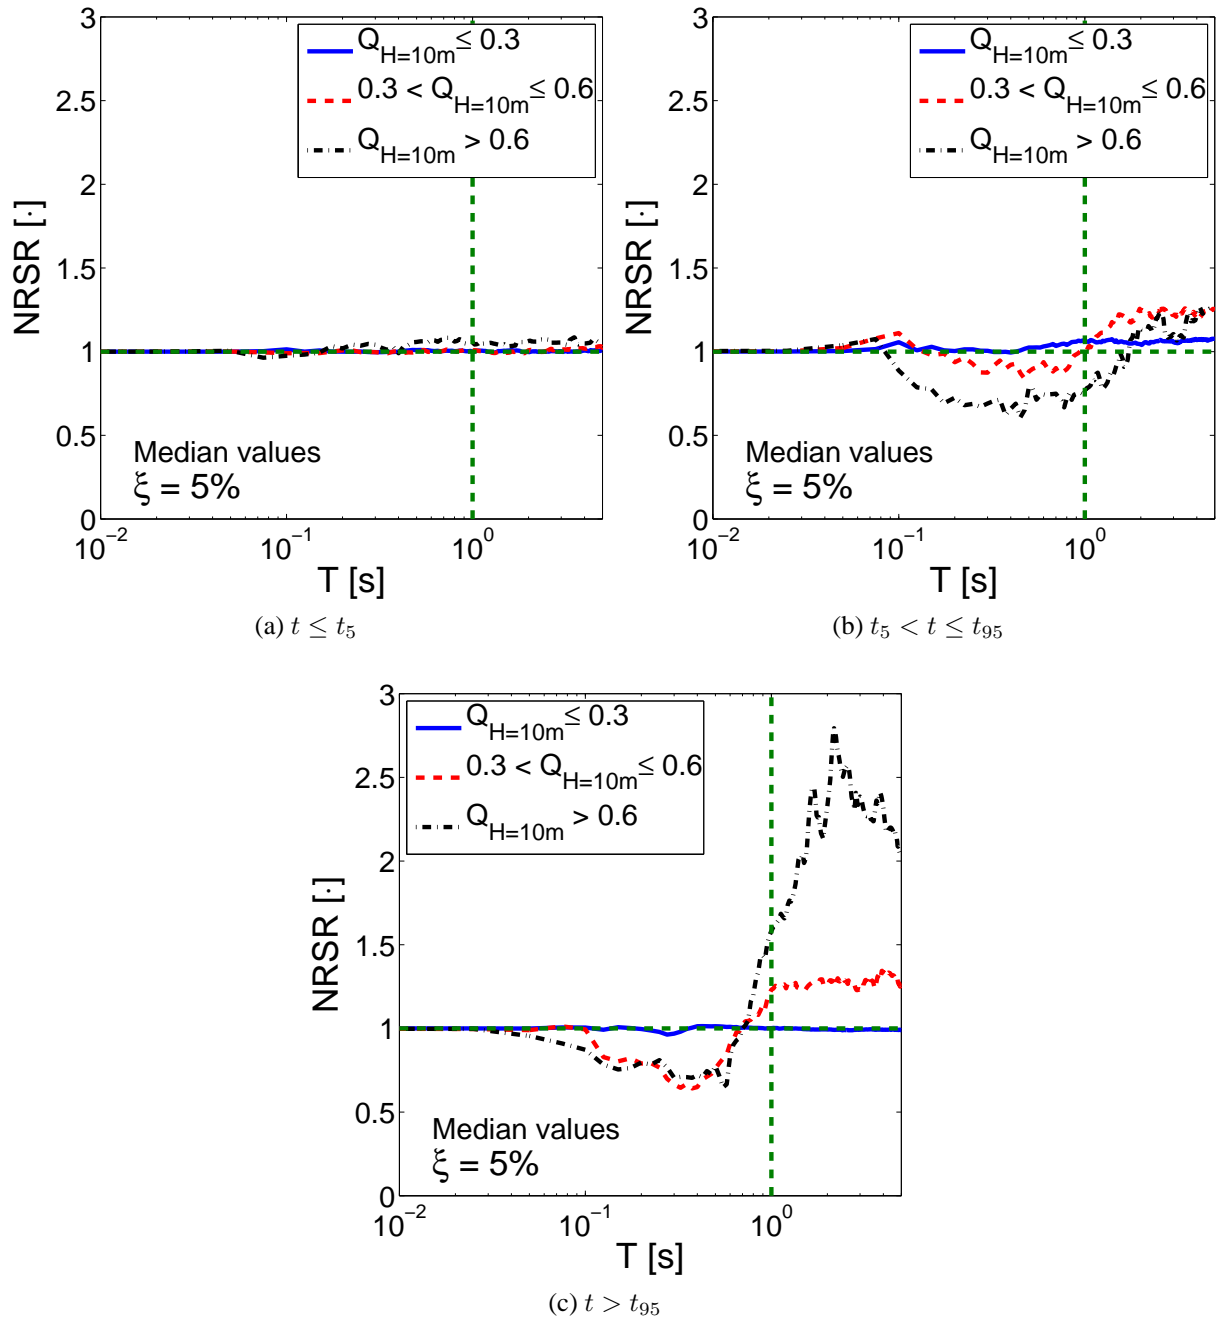 3
2.5
2
1.5
1
0.5
0
NRSR [·]
Q_{H=10m} ≤ 0.3
0.3 < Q_{H=10m} ≤ 0.6
Q_{H=10m} > 0.6
Median values
ξ = 5%
10^{−2}
10^{−1}
10^{0}
T [s]
(a) t ≤ t_5
3
2.5
2
1.5
1
0.5
0
NRSR [·]
Q_{H=10m} ≤ 0.3
0.3 < Q_{H=10m} ≤ 0.6
Q_{H=10m} > 0.6
Median values
ξ = 5%
10^{−2}
10^{−1}
10^{0}
T [s]
(b) t_5 < t ≤ t_{95}
3
2.5
2
1.5
1
0.5
0
NRSR [·]
Q_{H=10m} ≤ 0.3
0.3 < Q_{H=10m} ≤ 0.6
Q_{H=10m} > 0.6
Median values
ξ = 5%
10^{−2}
10^{−1}
10^{0}
T [s]
(c) t > t_{95}